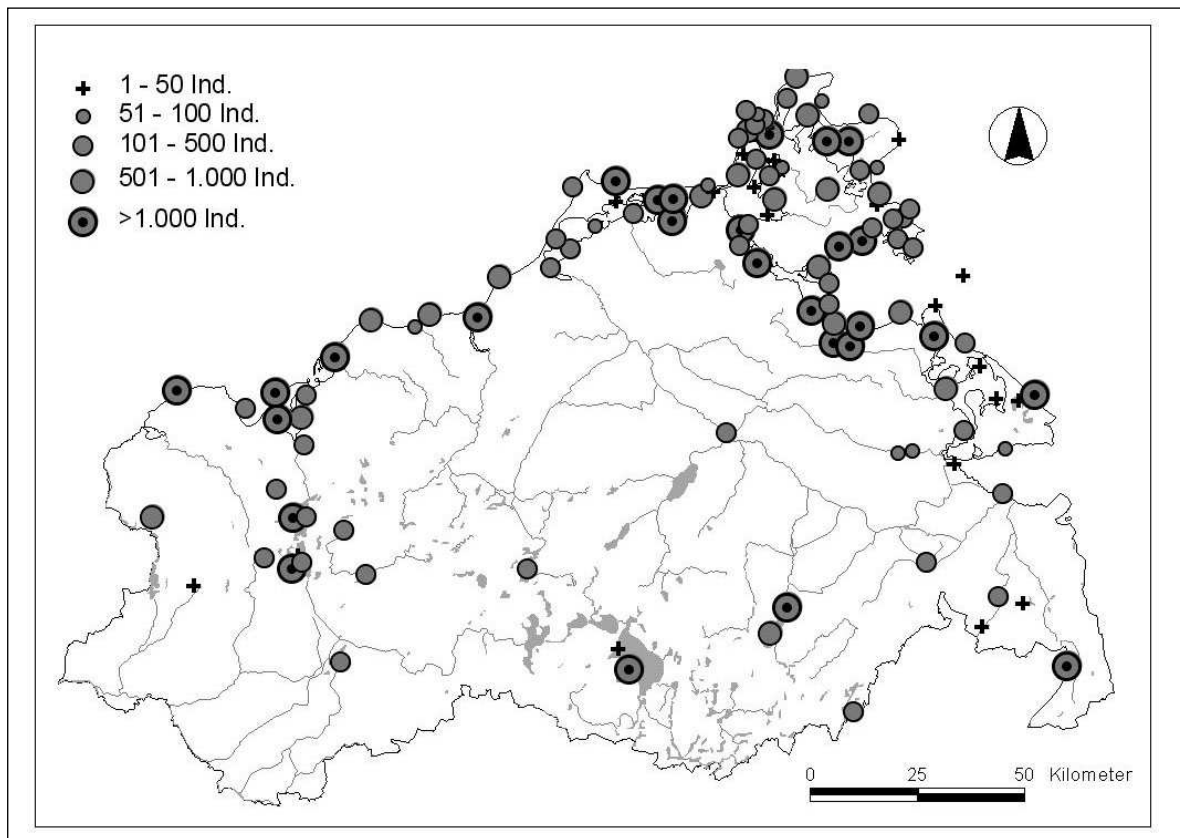 1 - 50 Ind.
51 - 100 Ind.
101 - 500 Ind.
501 - 1.000 Ind.
>1.000 Ind.
0 25 50 Kilometer